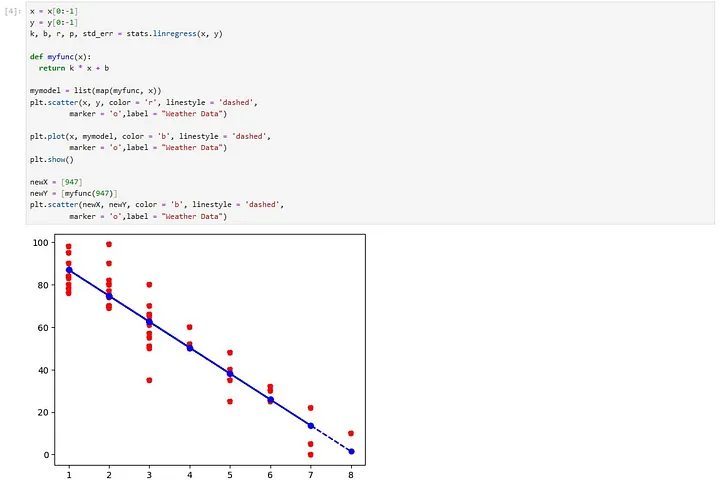 [4]:
x = x[0:-1]
y = y[0:-1]
k, b, r, p, std_err = stats.linregress(x, y)
def myfunc(x):
return k * x + b
mymodel = list(map(myfunc, x))
plt.scatter(x, y, color = 'r', linestyle = 'dashed',
marker = 'o',label = "Weather Data")
plt.plot(x, mymodel, color = 'b', linestyle = 'dashed',
marker = 'o',label = "Weather Data")
plt.show()
newX = [947]
newY = [myfunc(947)]
plt.scatter(newX, newY, color = 'b', linestyle = 'dashed',
marker = 'o',label = "Weather Data")
100
80
60
40
20
0
1 2 3 4 5 6 7 8